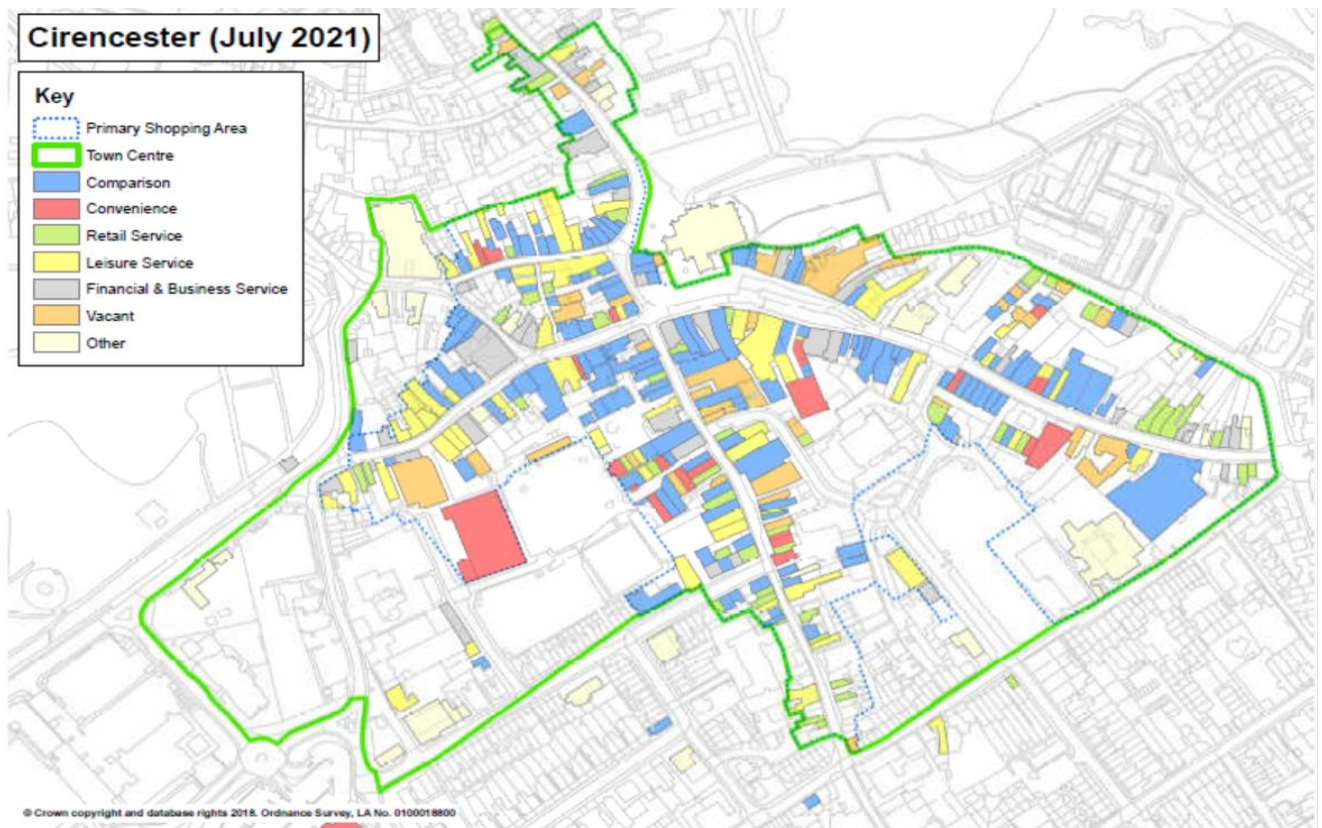 Cirencester (July 2021)
Key
Primary Shopping Area
Town Centre
Comparison
Convenience
Retail Service
Leisure Service
Financial & Business Service
Vacant
Other
© Crown copyright and database rights 2018. Ordnance Survey, LA No. 0100018800